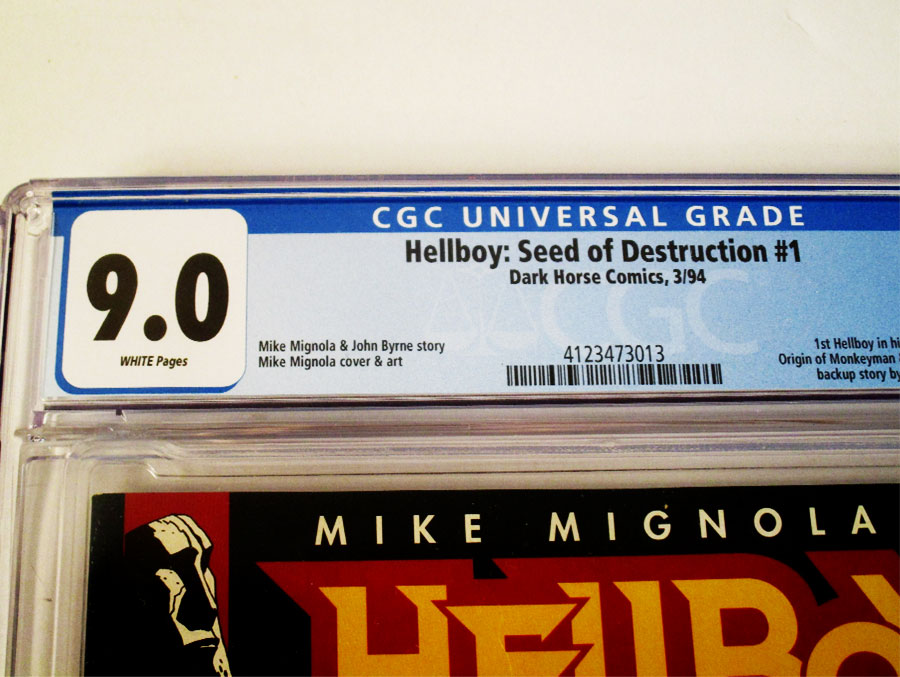 CGC UNIVERSAL GRADE
9.0
WHITE Pages
Hellboy: Seed of Destruction #1
Dark Horse Comics, 3/94
CGC
Mike Mignola & John Byrne story
Mike Mignola cover & art
4123473013
1st Hellboy in hi
Origin of Monkeyman
backup story by
MIKE MIGNOLA
HELLBOY